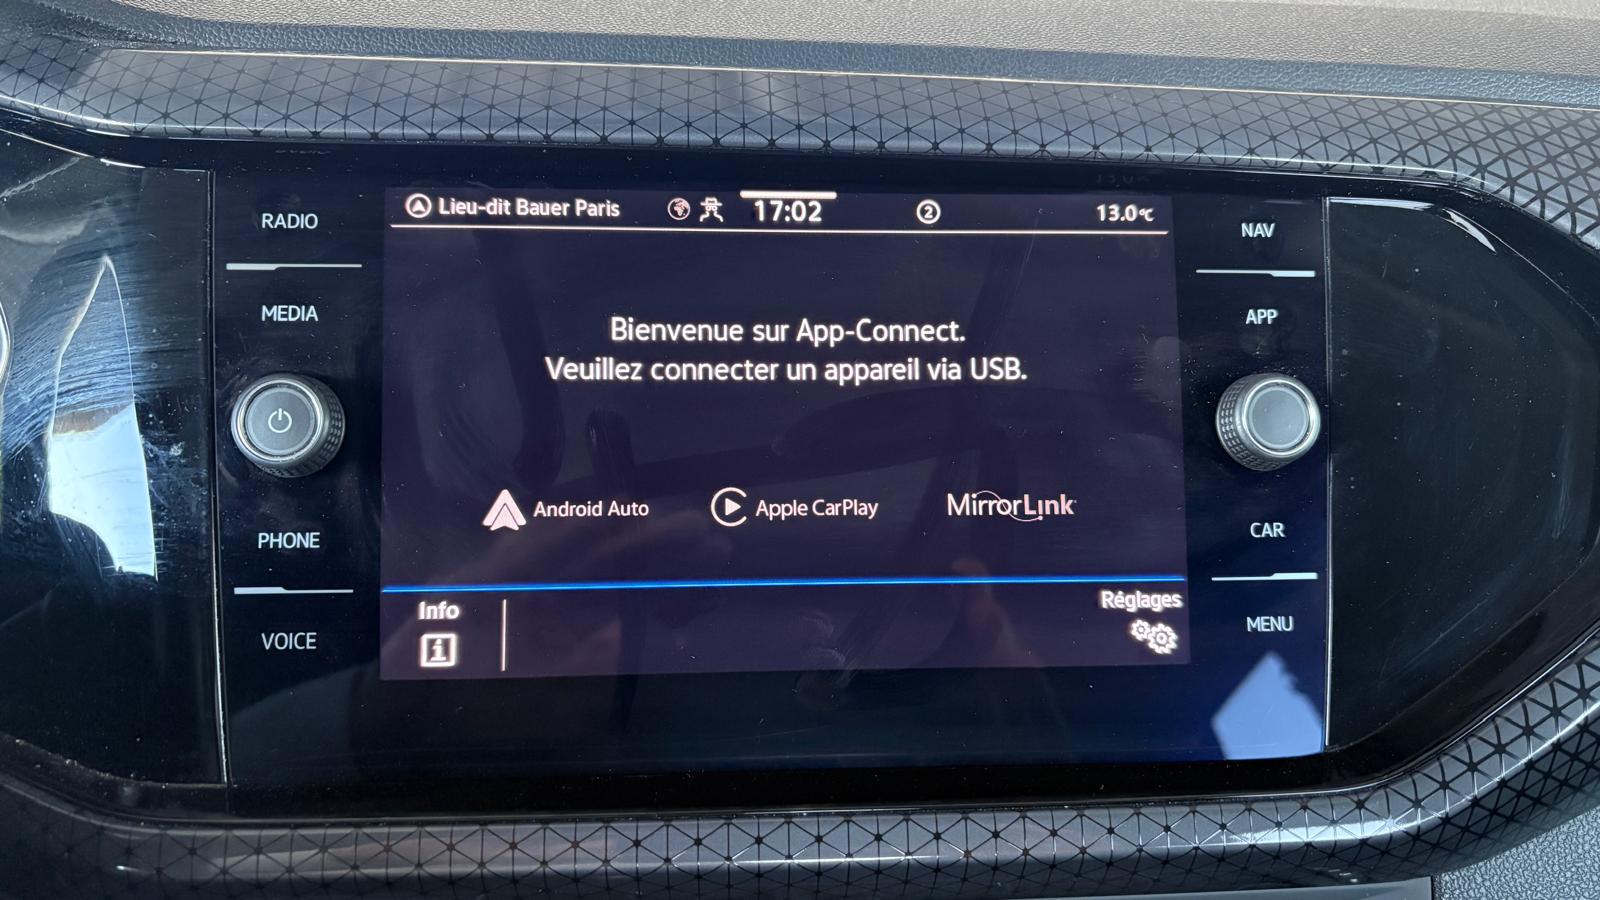 RADIO
MEDIA
PHONE
VOICE
Lieu-dit Bauer Paris
17:02
2
13.0°C
Bienvenue sur App-Connect.
Veuillez connecter un appareil via USB.
Android Auto
Apple CarPlay
MirrorLink
Info
i
Réglages
NAV
APP
CAR
MENU